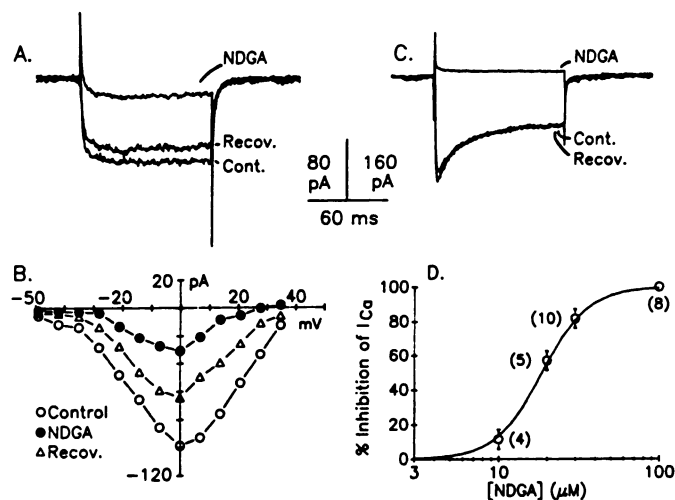 A.
NDGA
Recov.
Cont.
C.
NDGA
Cont.
Recov.
80 pA
160 pA
60 ms
B.
20
pA
-50
-20
20
40
mV
-120
Control
NDGA
Recov.
D.
% Inhibition of ICa
100
80
60
40
20
0
(4)
(5)
(10)
(8)
3
10
100
[NDGA] (μM)